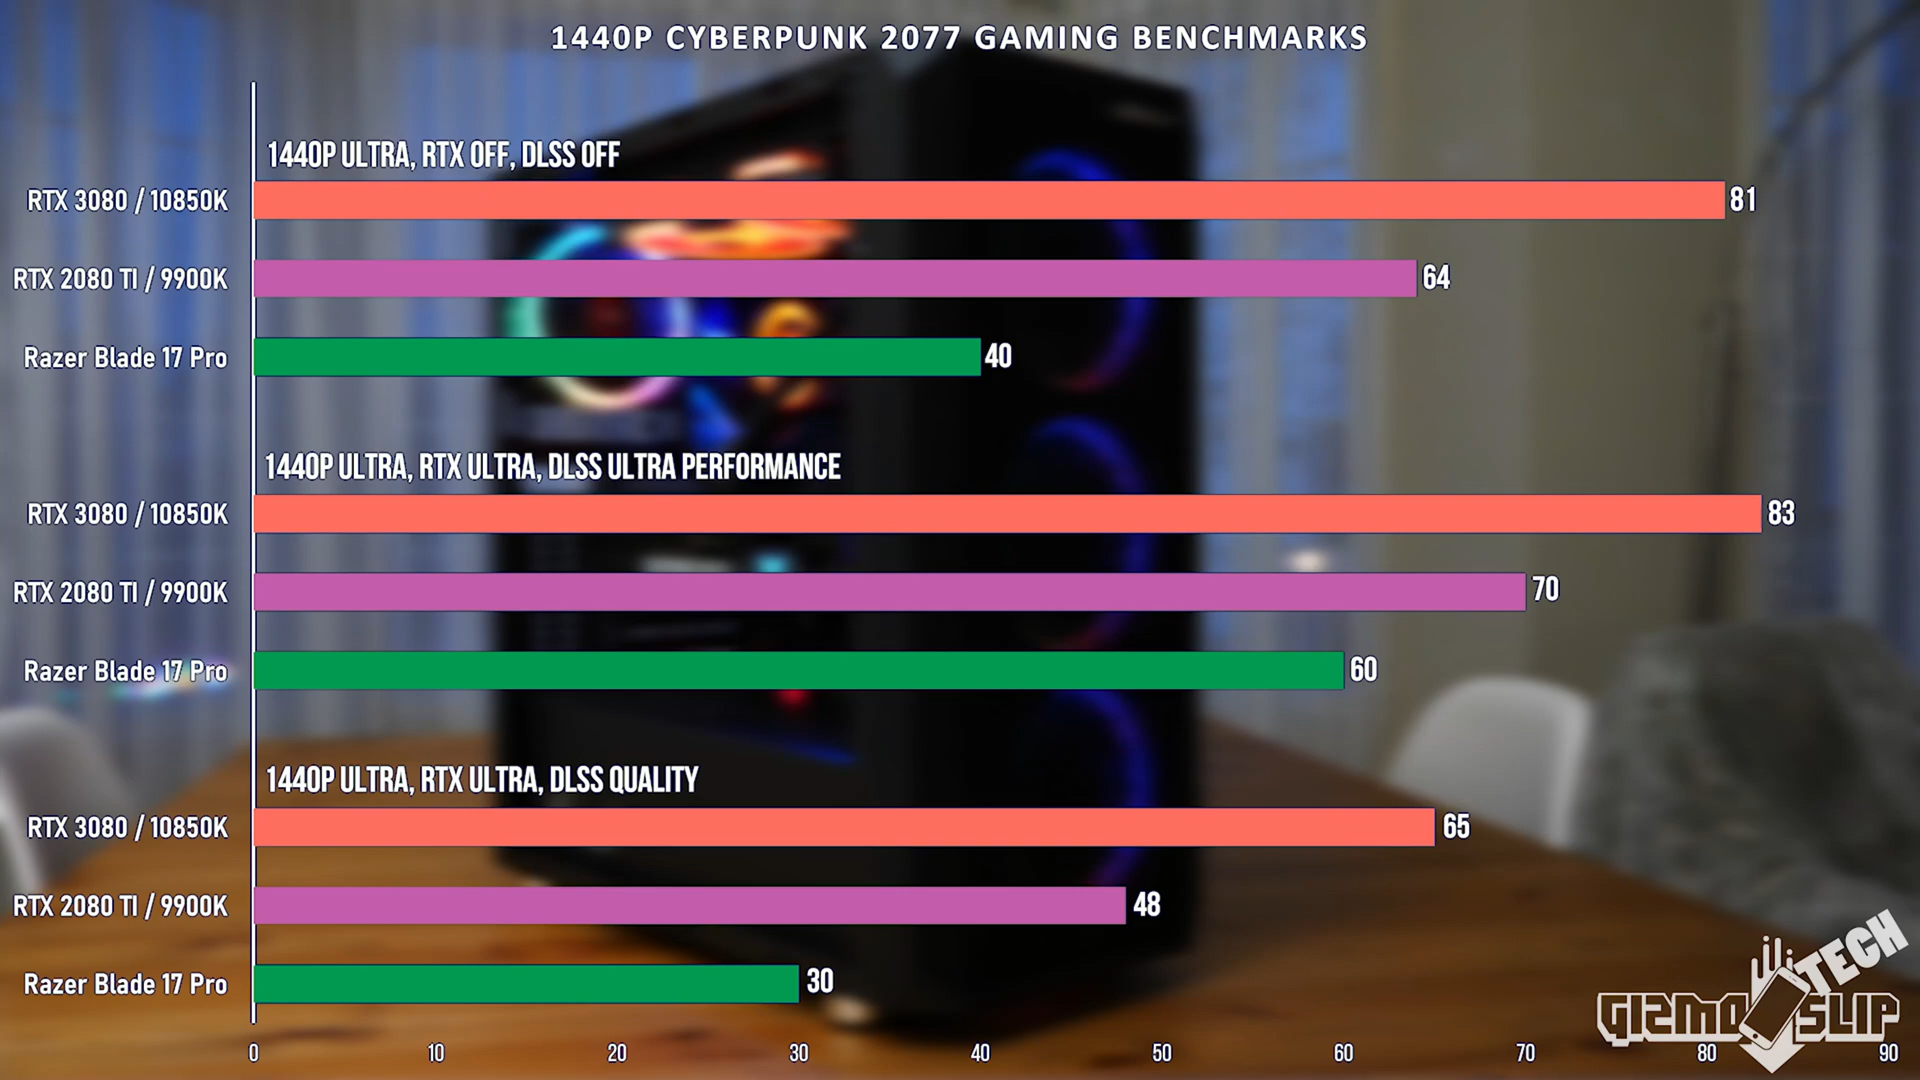 1440P CYBERPUNK 2077 GAMING BENCHMARKS
1440P ULTRA, RTX OFF, DLSS OFF
RTX 3080 / 10850K 81
RTX 2080 TI / 9900K 64
Razer Blade 17 Pro 40
1440P ULTRA, RTX ULTRA, DLSS ULTRA PERFORMANCE
RTX 3080 / 10850K 83
RTX 2080 TI / 9900K 70
Razer Blade 17 Pro 60
1440P ULTRA, RTX ULTRA, DLSS QUALITY
RTX 3080 / 10850K 65
RTX 2080 TI / 9900K 48
Razer Blade 17 Pro 30
0 10 20 30 40 50 60 70 80 90
GIZMO SLIP
TECH